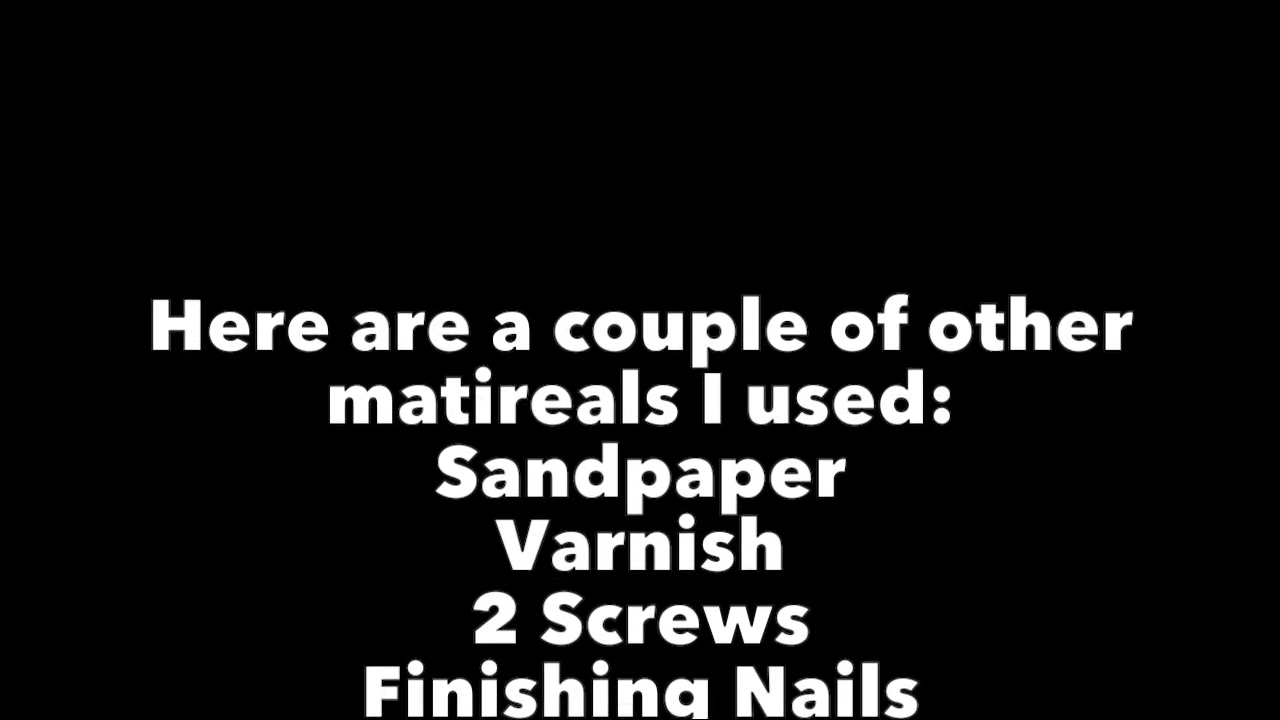 Here are a couple of other
matireals I used:
Sandpaper
Varnish
2 Screws
Finishing Nails